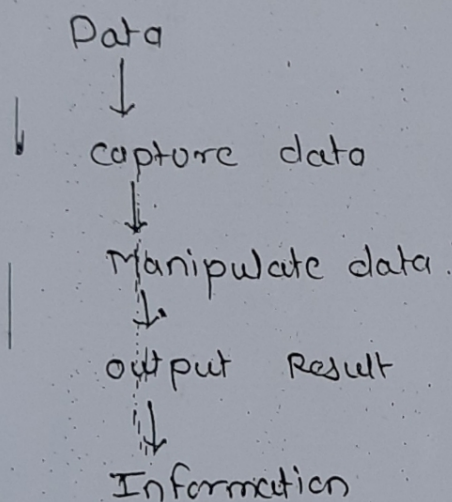 Data
capture data
Manipulate data.
output Result
Information